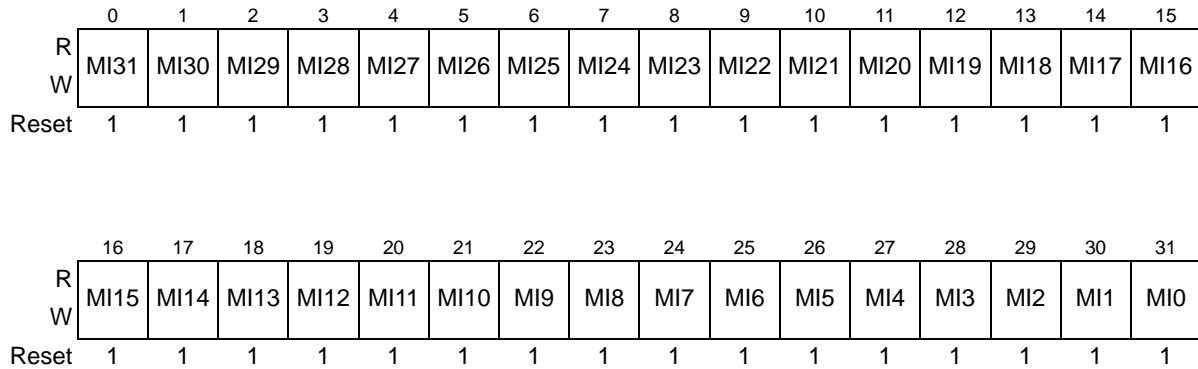 0 1 2 3 4 5 6 7 8 9 10 11 12 13 14 15
R
MI31 MI30 MI29 MI28 MI27 MI26 MI25 MI24 MI23 MI22 MI21 MI20 MI19 MI18 MI17 MI16
W
Reset 1 1 1 1 1 1 1 1 1 1 1 1 1 1 1 1
16 17 18 19 20 21 22 23 24 25 26 27 28 29 30 31
R
MI15 MI14 MI13 MI12 MI11 MI10 MI9 MI8 MI7 MI6 MI5 MI4 MI3 MI2 MI1 MI0
W
Reset 1 1 1 1 1 1 1 1 1 1 1 1 1 1 1 1